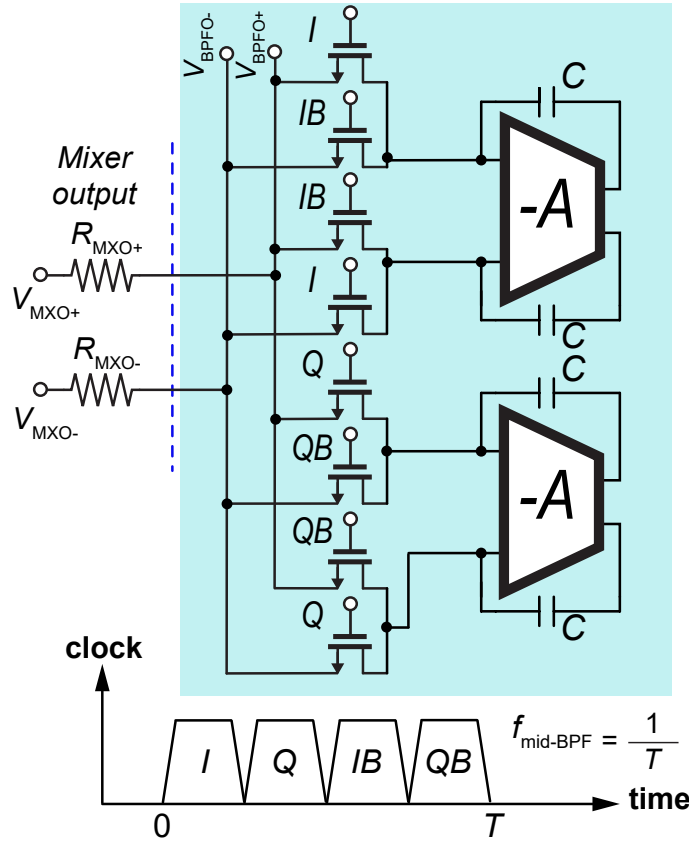 V_BPFO-
V_BPFO+
I
IB
IB
I
Q
QB
QB
Q
C
-A
C
C
-A
C
Mixer
output
R_MXO+
V_MXO+
R_MXO-
V_MXO-
clock
I Q IB QB
f_mid-BPF = 1/T
0 T time